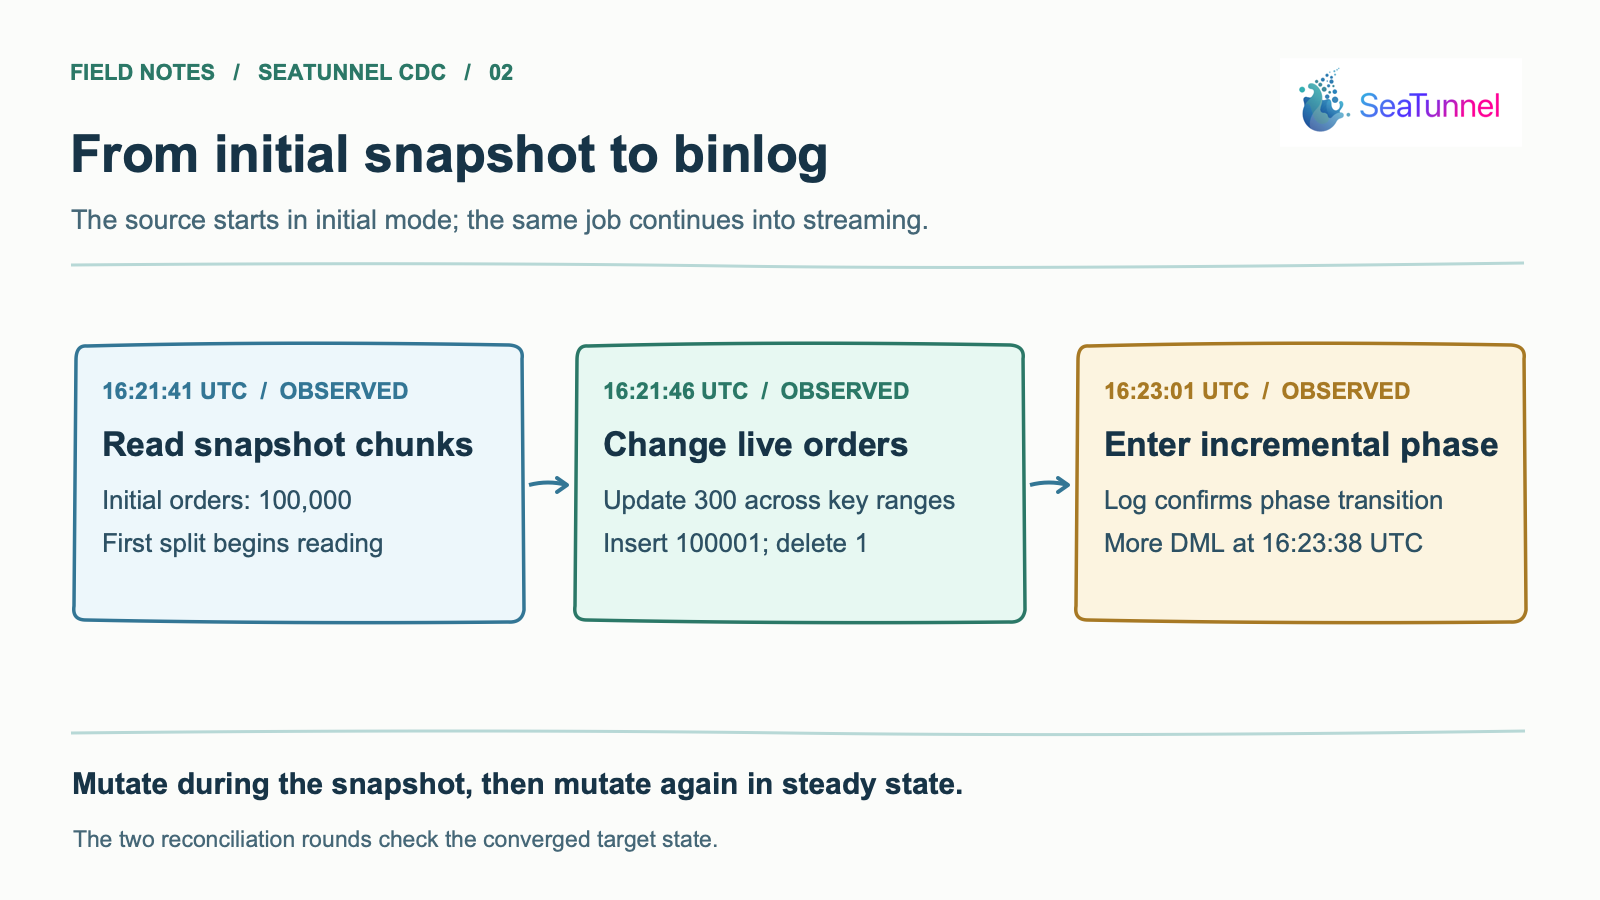 FIELD NOTES / SEATUNNEL CDC / 02
SeaTunnel
From initial snapshot to binlog
The source starts in initial mode; the same job continues into streaming.
16:21:41 UTC / OBSERVED
Read snapshot chunks
Initial orders: 100,000
First split begins reading
16:21:46 UTC / OBSERVED
Change live orders
Update 300 across key ranges
Insert 100001; delete 1
16:23:01 UTC / OBSERVED
Enter incremental phase
Log confirms phase transition
More DML at 16:23:38 UTC
Mutate during the snapshot, then mutate again in steady state.
The two reconciliation rounds check the converged target state.